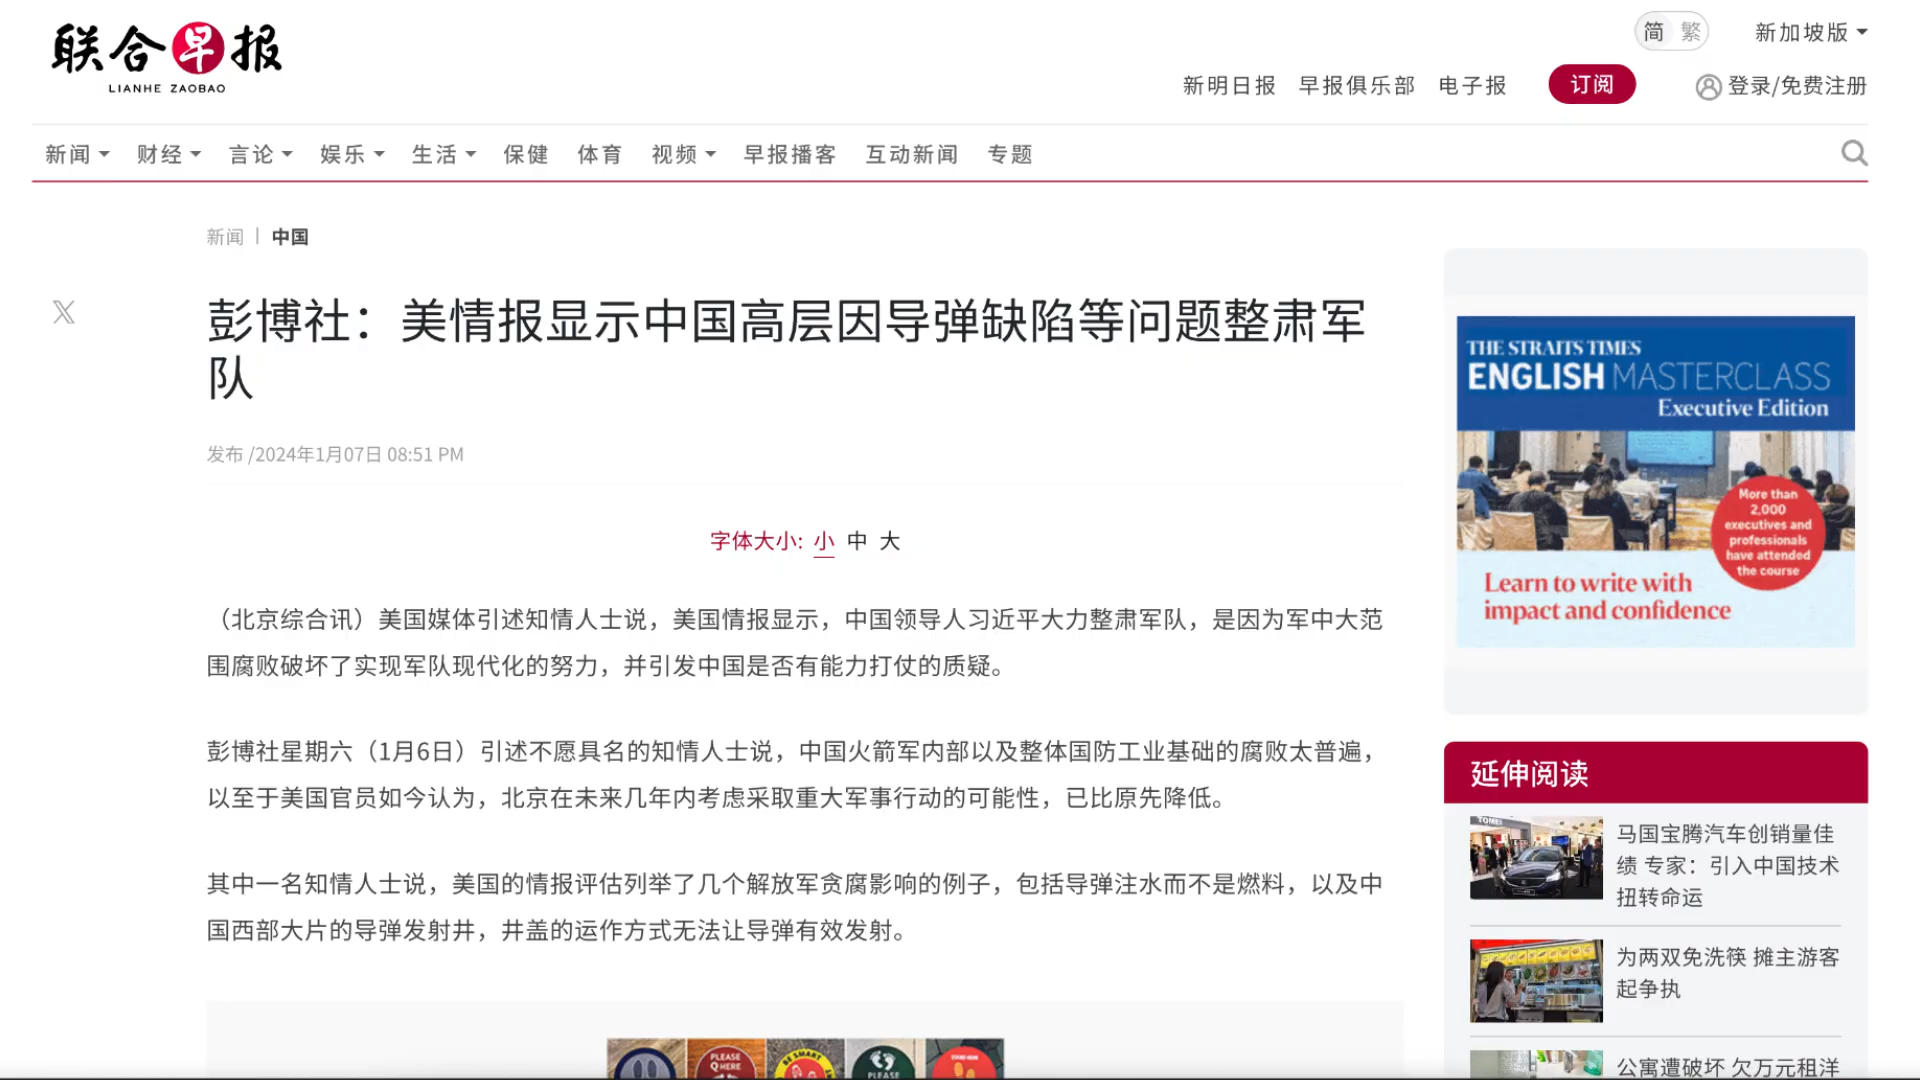 联合早报
LIANHE ZAOBAO
简 繁
新加坡版
新明日报 早报俱乐部 电子报
订阅
登录/免费注册
新闻 财经 言论 娱乐 生活 保健 体育 视频 早报播客 互动新闻 专题
新闻 | 中国
彭博社：美情报显示中国高层因导弹缺陷等问题整肃军
队
发布 /2024年1月07日 08:51 PM
字体大小: 小 中 大
（北京综合讯）美国媒体引述知情人士说，美国情报显示，中国领导人习近平大力整肃军队，是因为军中大范
围腐败破坏了实现军队现代化的努力，并引发中国是否有能力打仗的质疑。
彭博社星期六（1月6日）引述不愿具名的知情人士说，中国火箭军内部以及整体国防工业基础的腐败太普遍，
以至于美国官员如今认为，北京在未来几年内考虑采取重大军事行动的可能性，已比原先降低。
其中一名知情人士说，美国的情报评估列举了几个解放军贪腐影响的例子，包括导弹注水而不是燃料，以及中
国西部大片的导弹发射井，井盖的运作方式无法让导弹有效发射。
PLEASE
Q HERE
BE SMART
PLEASE
THE STRAITS TIMES
ENGLISH MASTERCLASS
Executive Edition
More than
2,000
executives and
professionals
have attended
the course
Learn to write with
impact and confidence
延伸阅读
马国宝腾汽车创销量佳
绩 专家：引入中国技术
扭转命运
为两双免洗筷 摊主游客
起争执
公寓遭破坏 欠万元租洋